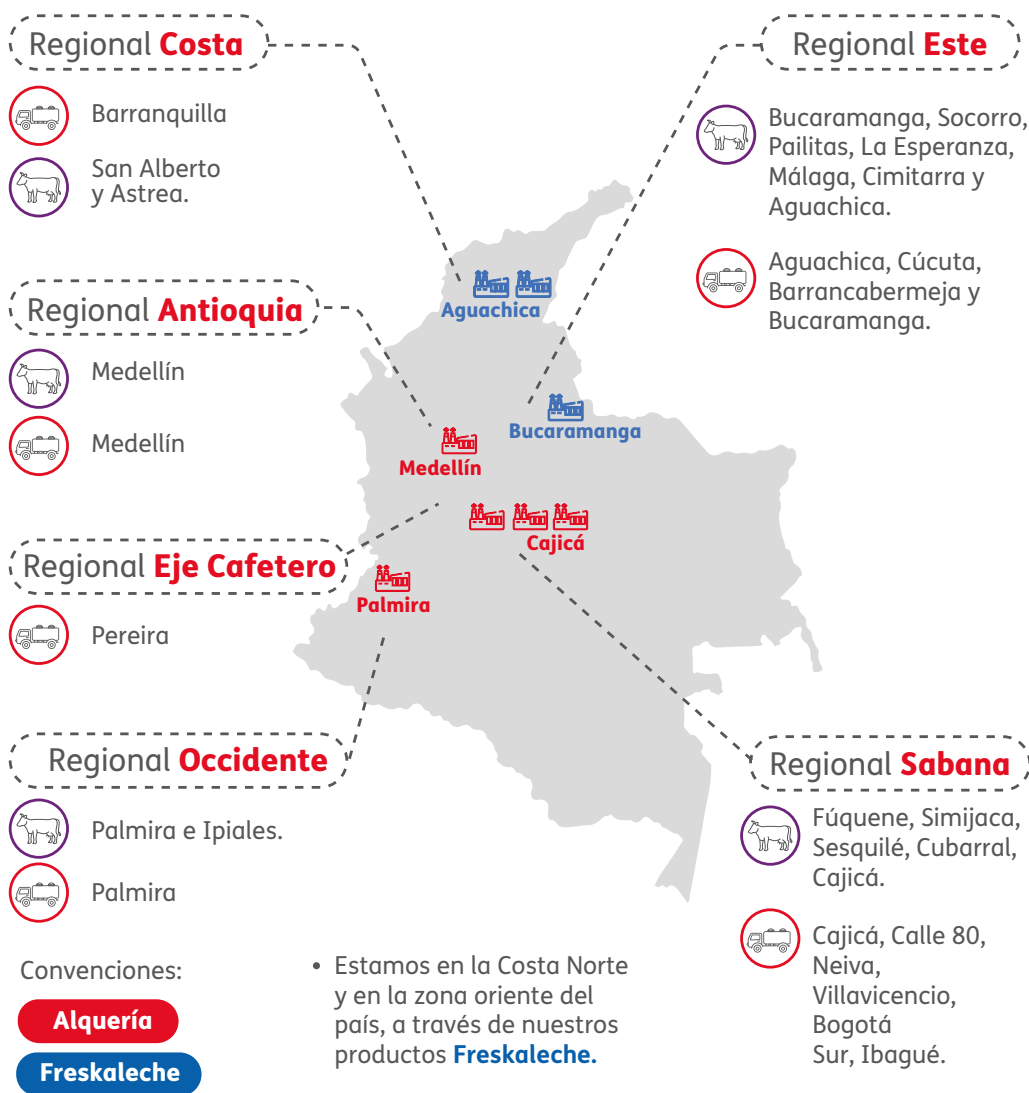 Regional Costa
Barranquilla
San Alberto
y Astrea.
Regional Antioquia
Medellín
Medellín
Regional Eje Cafetero
Pereira
Regional Occidente
Palmira e Ipiales.
Palmira
Convenciones:
Alquería
Freskaleche
Aguachica
Bucaramanga
Medellín
Cajicá
Palmira
• Estamos en la Costa Norte
y en la zona oriente del
país, a través de nuestros
productos Freskaleche.
Regional Este
Bucaramanga, Socorro,
Pailitas, La Esperanza,
Málaga, Cimitarra y
Aguachica.
Aguachica, Cúcuta,
Barrancabermeja y
Bucaramanga.
Regional Sabana
Fúquene, Simijaca,
Sesquilé, Cubarral,
Cajicá.
Cajicá, Calle 80,
Neiva,
Villavicencio,
Bogotá
Sur, Ibagué.